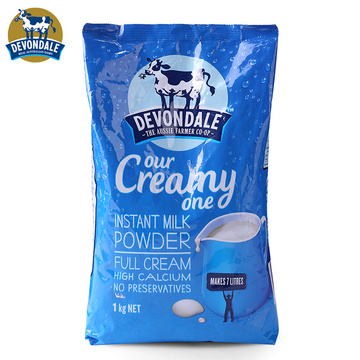 DEVONDALE
DEVONDALE
- THE AUSSIE FARMER CO-OP -
our
Creamy
one
INSTANT MILK
POWDER
FULL CREAM
HIGH CALCIUM
NO PRESERVATIVES
1kg NET
MAKES 7 LITRES